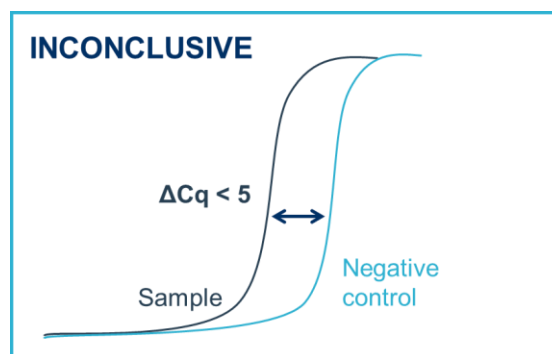 INCONCLUSIVE
ΔCq < 5
Sample
Negative
control